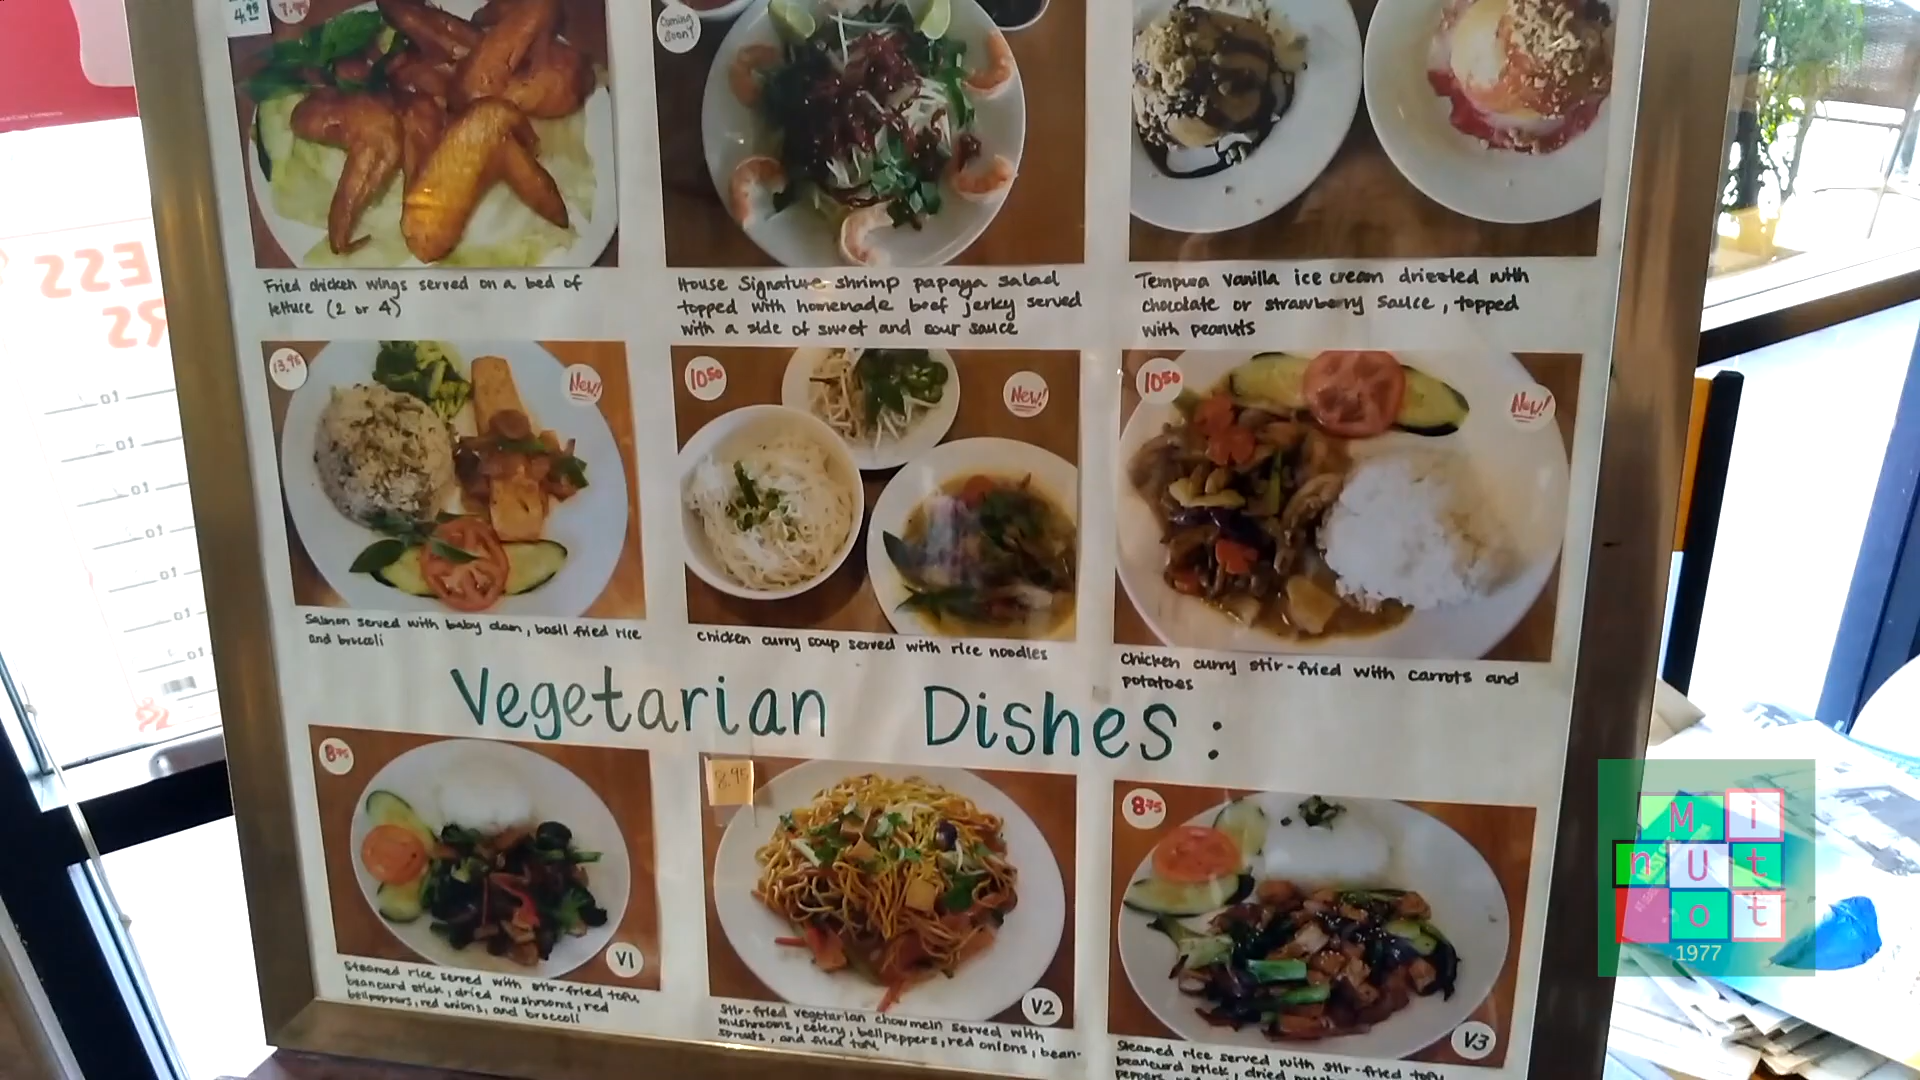 4.95
7.95
Coming
Soon!
Fried chicken wings served on a bed of
lettuce (2 or 4)
House Signature shrimp papaya salad
topped with homemade beef jerky served
with a side of sweet and sour sauce
Tempura vanilla ice cream drizzled with
chocolate or strawberry sauce, topped
with peanuts
13.95
New!
10.50
New!
10.50
New!
Salmon served with baby clam, basil fried rice
and broccoli
Chicken curry soup served with rice noodles
Chicken curry stir-fried with carrots and
potatoes
Vegetarian Dishes:
8.75
8.95
8.75
V1
V2
V3
Steamed rice served with stir-fried tofu,
beancurd stick, dried mushrooms, red
bellpeppers, red onions, and broccoli
Stir-fried vegetarian chowmein served with
mushrooms, celery, bellpeppers, red onions, bean-
sprouts, and fried tofu
Steamed rice served with stir-fried tofu,
beancurd stick, dried
peppers
M i
n U t
o t
1977